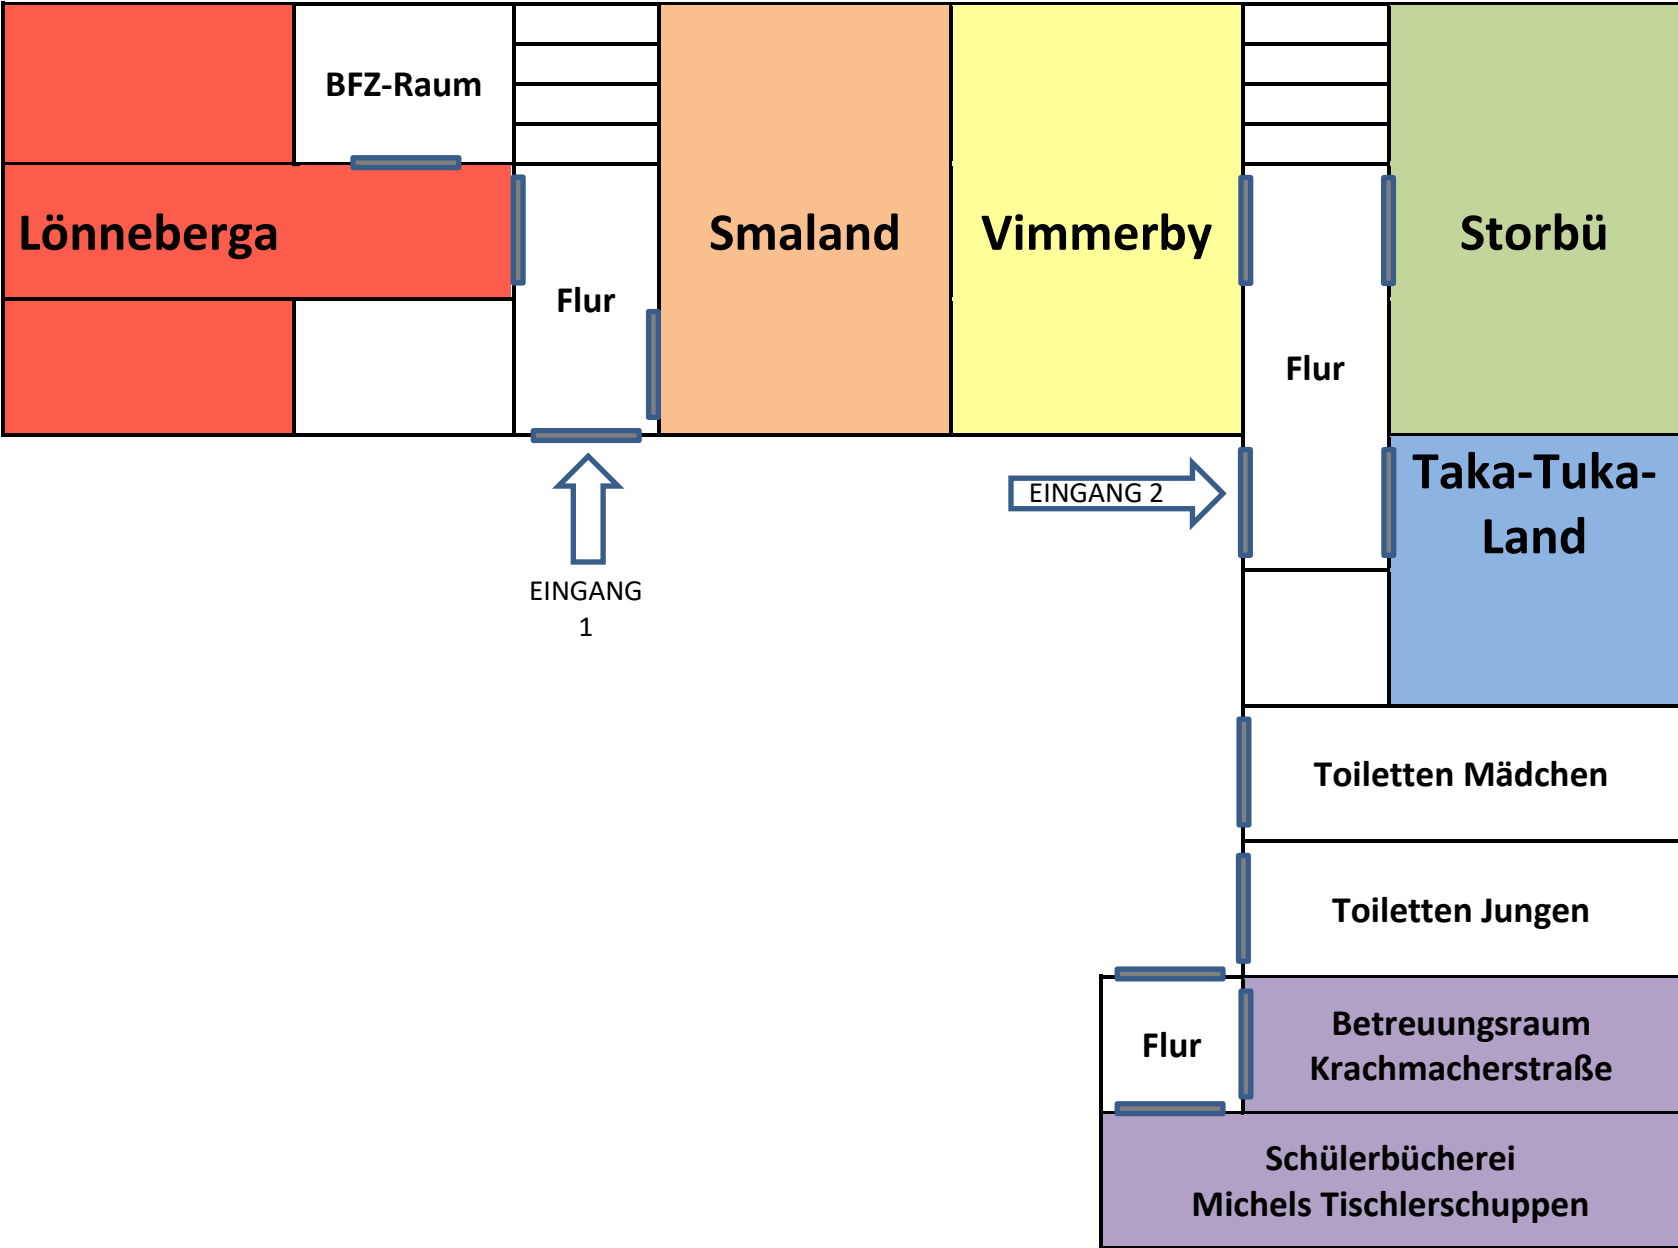 BFZ-Raum
Lönneberga
Flur
Smaland
Vimmerby
Flur
Storbü
Taka-Tuka-
Land
EINGANG
1
EINGANG 2
Toiletten Mädchen
Toiletten Jungen
Flur
Betreuungsraum
Krachmacherstraße
Schülerbücherei
Michels Tischlerschuppen